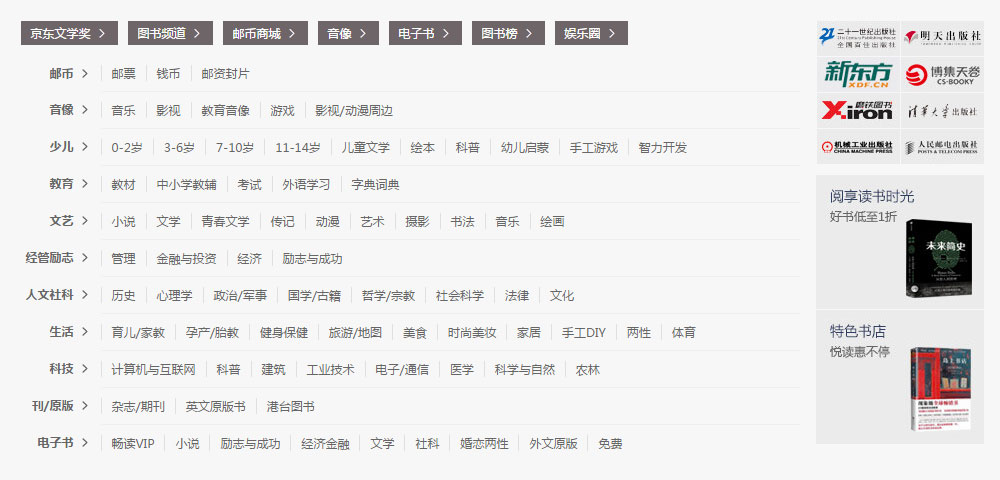 京东文学奖 图书频道 邮币商城 音像 电子书 图书榜 娱乐圈
邮币 邮票 钱币 邮资封片
音像 音乐 影视 教育音像 游戏 影视/动漫周边
少儿 0-2岁 3-6岁 7-10岁 11-14岁 儿童文学 绘本 科普 幼儿启蒙 手工游戏 智力开发
教育 教材 中小学教辅 考试 外语学习 字典词典
文艺 小说 文学 青春文学 传记 动漫 艺术 摄影 书法 音乐 绘画
经管励志 管理 金融与投资 经济 励志与成功
人文社科 历史 心理学 政治/军事 国学/古籍 哲学/宗教 社会科学 法律 文化
生活 育儿/家教 孕产/胎教 健身保健 旅游/地图 美食 时尚美妆 家居 手工DIY 两性 体育
科技 计算机与互联网 科普 建筑 工业技术 电子/通信 医学 科学与自然 农林
刊/原版 杂志/期刊 英文原版书 港台图书
电子书 畅读VIP 小说 励志与成功 经济金融 文学 社科 婚恋两性 外文原版 免费
21 二十一世纪出版社
21st Century Publishing House
全国百佳出版社
明天出版社
新东方
XDF.CN
博集天卷
CS-BOOKY
磨铁图书
X.iron
清华大学出版社
机械工业出版社
CHINA MACHINE PRESS
人民邮电出版社
POSTS & TELECOM PRESS
阅享读书时光
好书低至1折
未来简史
特色书店
悦读惠不停
岛上书店